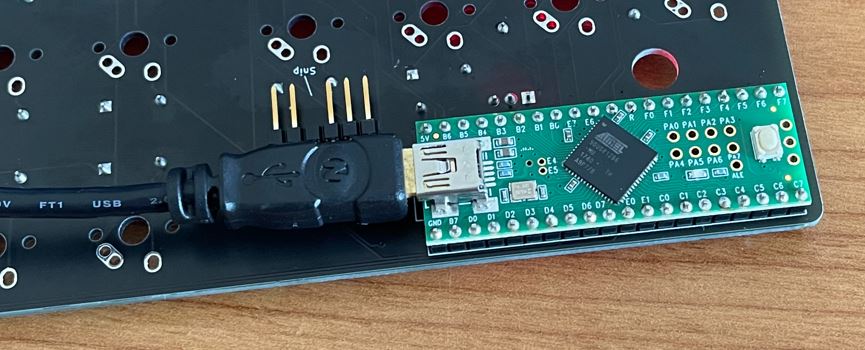 Snip
5V B6 B5 B4 B3 B2 B1 B0 E7 E6 R F0 F1 F2 F3 F4 F5 F6 F7
PA0 PA1 PA2 PA3
E4
E5
ATMEL
PA4 PA5 PA6 PA7
ALE
GND B7 D0 D1 D2 D3 D4 D5 D6 D7 E0 E1 C0 C1 C2 C3 C4 C5 C6 C7
FT1 USB 2.